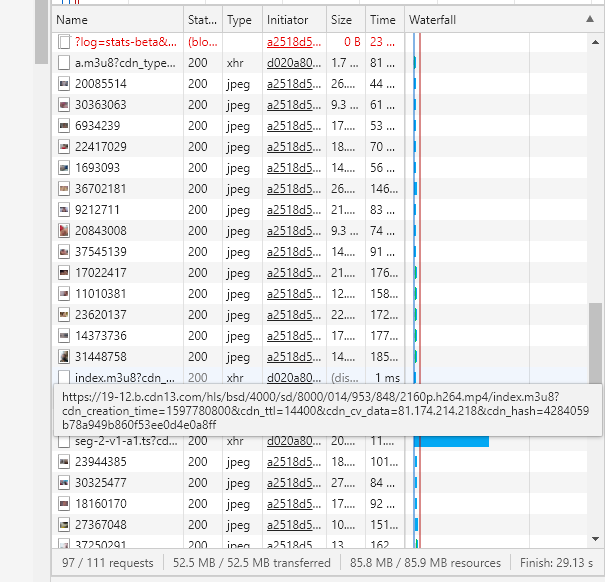 Name Stat... Type Initiator Size Time Waterfall
?log=stats-beta&... (blo... a2518d5... 0 B 23 ...
a.m3u8?cdn_type... 200 xhr d020a80... 1.7 ... 81 ...
20085514 200 jpeg a2518d5... 26.... 44 ...
30363063 200 jpeg a2518d5... 9.3 ... 61 ...
6934239 200 jpeg a2518d5... 17.... 53 ...
22417029 200 jpeg a2518d5... 18.... 70 ...
1693093 200 jpeg a2518d5... 14.... 56 ...
36702181 200 jpeg a2518d5... 26.... 146...
9212711 200 jpeg a2518d5... 21.... 83 ...
20843008 200 jpeg a2518d5... 9.3 ... 74 ...
37545139 200 jpeg a2518d5... 14.... 91 ...
17022417 200 jpeg a2518d5... 21.... 176...
11010381 200 jpeg a2518d5... 12.... 158...
23620137 200 jpeg a2518d5... 22.... 172...
14373736 200 jpeg a2518d5... 17.... 177...
31448758 200 jpeg a2518d5... 14.... 185...
index.m3u8?cdn_... 200 xhr d020a80... (dis... 1 ms
https://19-12.b.cdn13.com/hls/bsd/4000/sd/8000/014/953/848/2160p.h264.mp4/index.m3u8?
cdn_creation_time=1597780800&cdn_ttl=14400&cdn_cv_data=81.174.214.218&cdn_hash=4284059
b78a949b860f53ee0d4e0a8ff
seg-2-v1-a1.ts?cd... 200 xhr d020a80... 20.... 11....
23944385 200 jpeg a2518d5... 18.... 101...
30325477 200 jpeg a2518d5... 27.... 84 ...
18160170 200 jpeg a2518d5... 17.... 92 ...
27367048 200 jpeg a2518d5... 10.... 151...
37250291 200 jpeg a2518d5... 13.... 162...
97 / 111 requests 52.5 MB / 52.5 MB transferred 85.8 MB / 85.9 MB resources Finish: 29.13 s